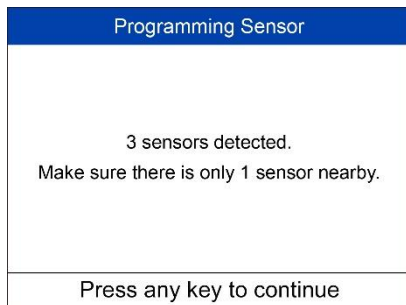 Programming Sensor
3 sensors detected.
Make sure there is only 1 sensor nearby.
Press any key to continue